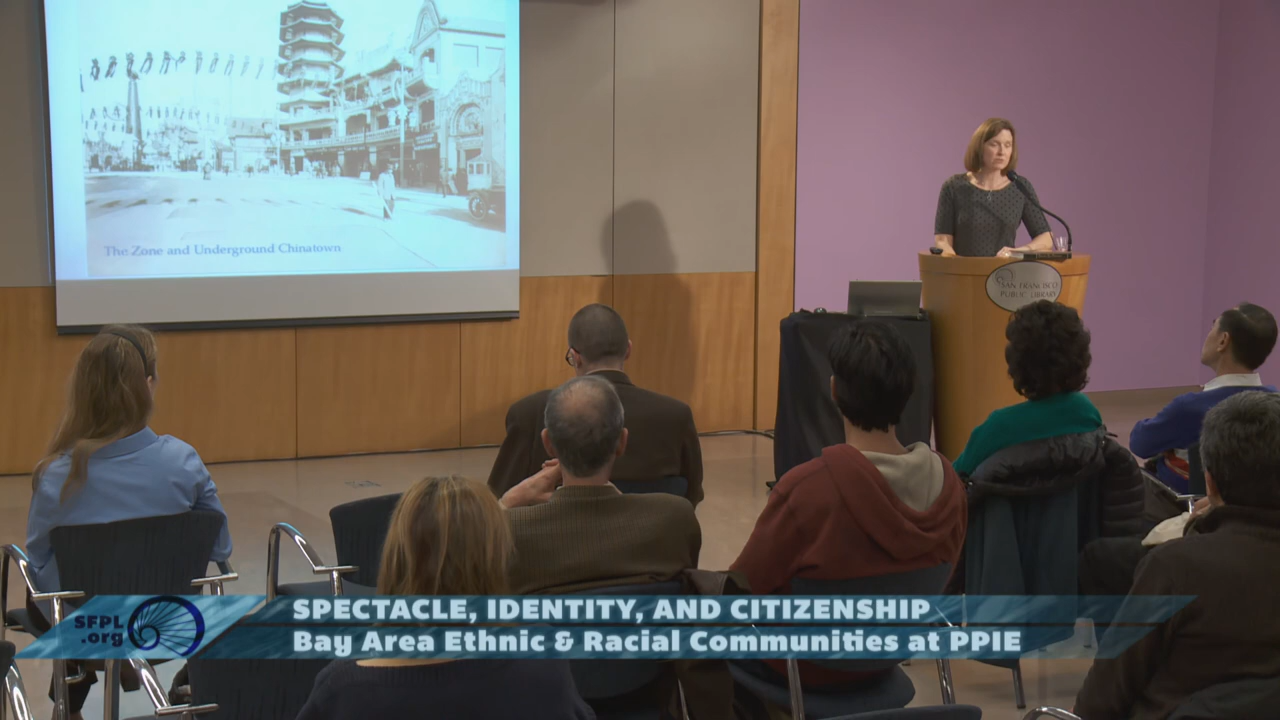 The Zone and Underground Chinatown
SAN FRANCISCO
PUBLIC LIBRARY
SFPL
.org
SPECTACLE, IDENTITY, AND CITIZENSHIP
Bay Area Ethnic & Racial Communities at PPIE